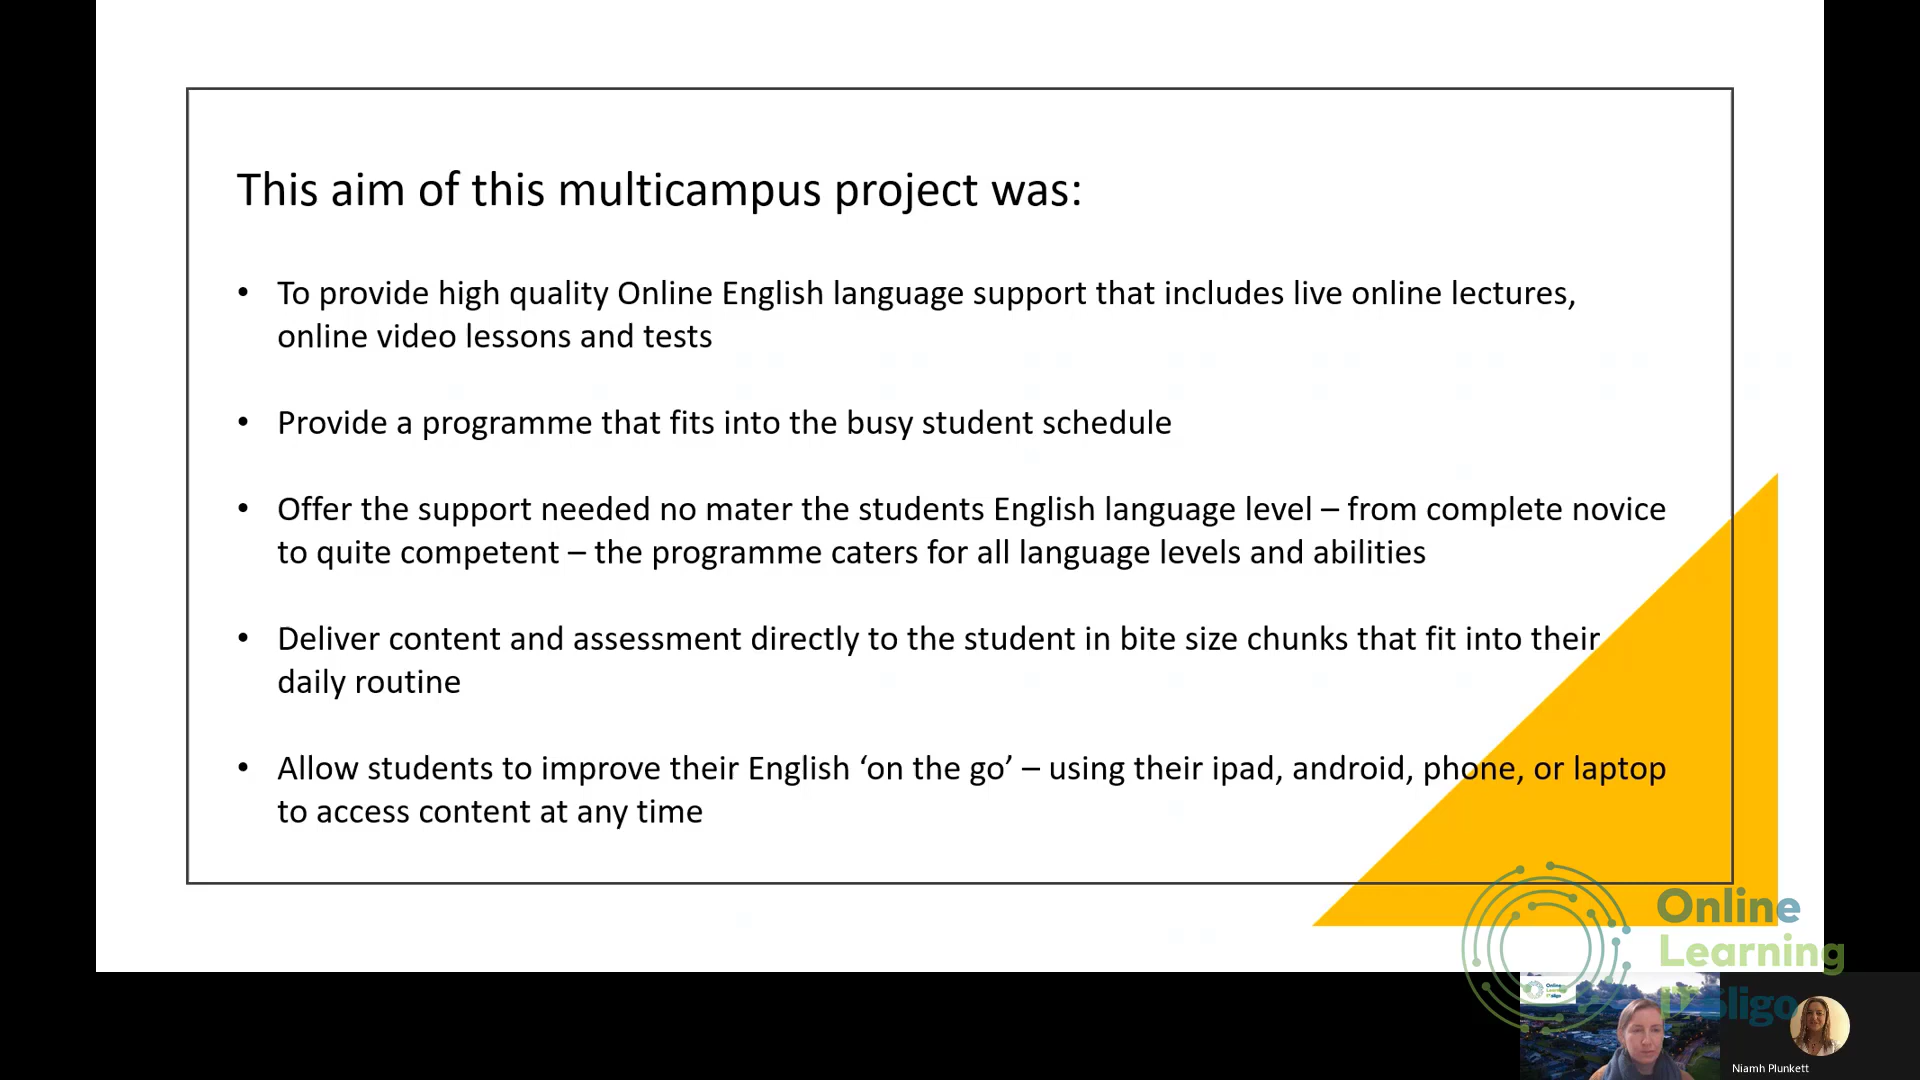 This aim of this multicampus project was:
• To provide high quality Online English language support that includes live online lectures,
online video lessons and tests
• Provide a programme that fits into the busy student schedule
• Offer the support needed no mater the students English language level – from complete novice
to quite competent – the programme caters for all language levels and abilities
• Deliver content and assessment directly to the student in bite size chunks that fit into their
daily routine
• Allow students to improve their English ‘on the go’ – using their ipad, android, phone, or laptop
to access content at any time
Online
Learning
IT Sligo
Online
Learning
IT Sligo
Niamh Plunkett